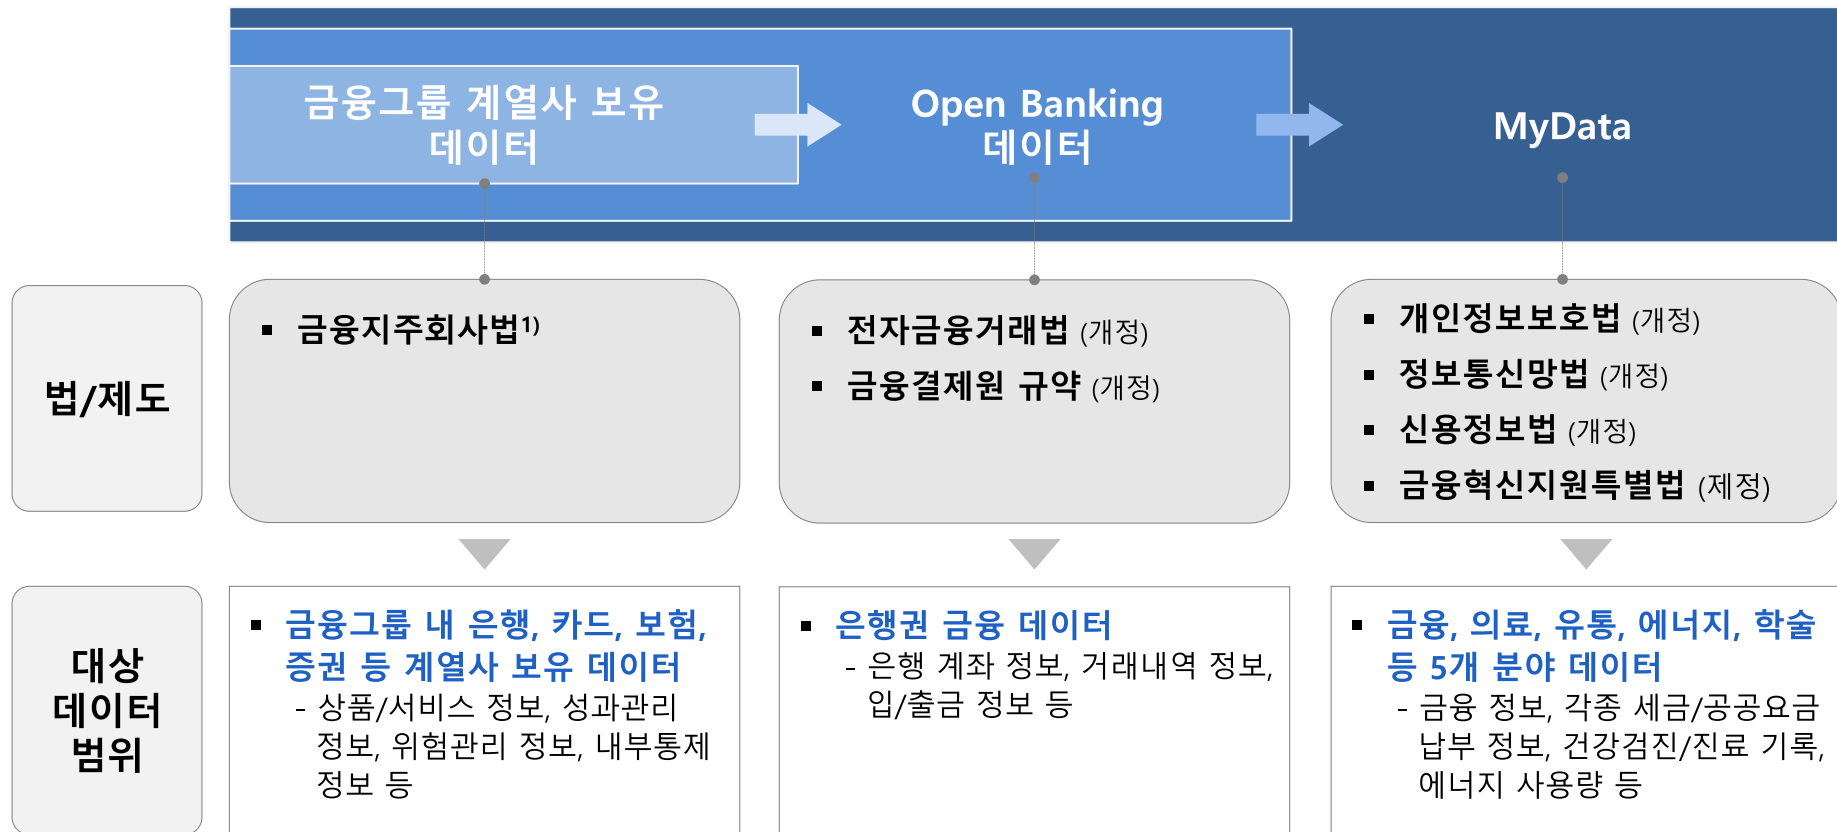 금융그룹 계열사 보유
데이터
Open Banking
데이터
MyData
법/제도
▪ 금융지주회사법1)
▪ 전자금융거래법 (개정)
▪ 금융결제원 규약 (개정)
▪ 개인정보보호법 (개정)
▪ 정보통신망법 (개정)
▪ 신용정보법 (개정)
▪ 금융혁신지원특별법 (제정)
대상
데이터
범위
▪ 금융그룹 내 은행, 카드, 보험,
증권 등 계열사 보유 데이터
- 상품/서비스 정보, 성과관리
정보, 위험관리 정보, 내부통제
정보 등
▪ 은행권 금융 데이터
- 은행 계좌 정보, 거래내역 정보,
입/출금 정보 등
▪ 금융, 의료, 유통, 에너지, 학술
등 5개 분야 데이터
- 금융 정보, 각종 세금/공공요금
납부 정보, 건강검진/진료 기록,
에너지 사용량 등